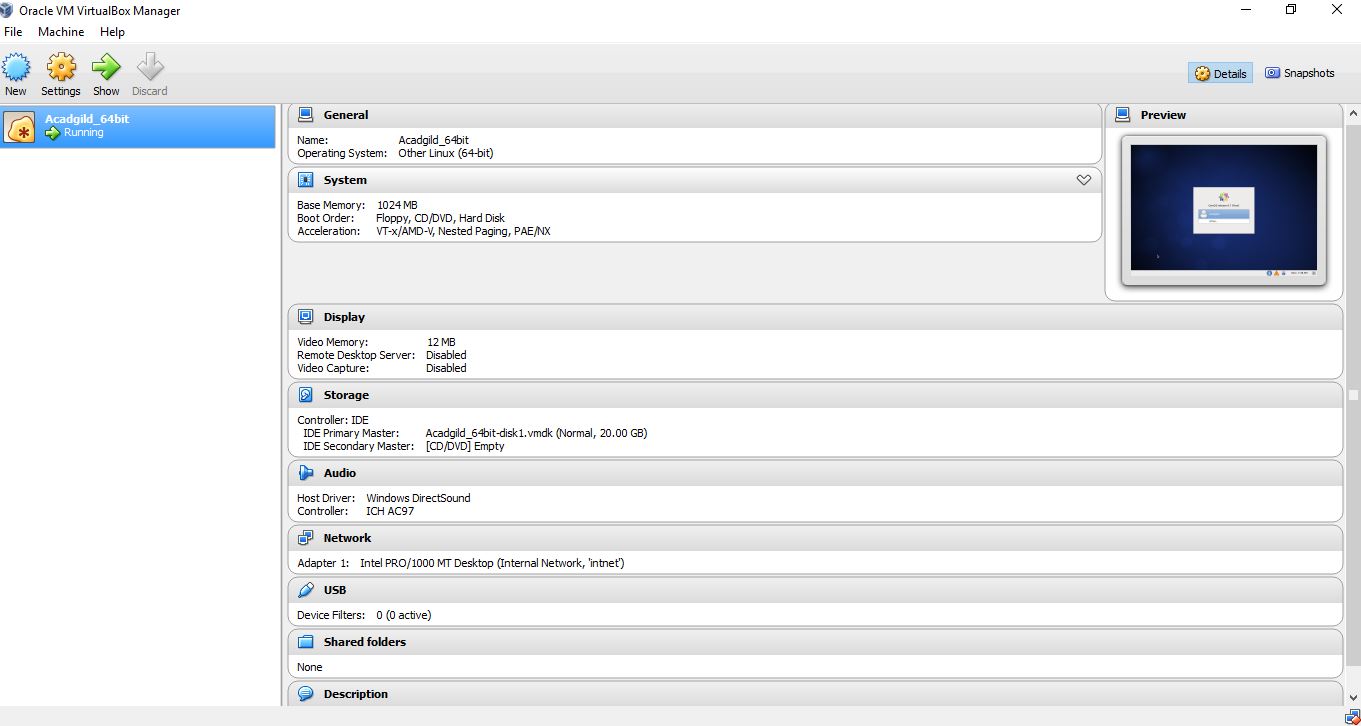 Oracle VM VirtualBox Manager
File Machine Help
New Settings Show Discard
Details Snapshots
Acadgild_64bit
Running
General
Name: Acadgild_64bit
Operating System: Other Linux (64-bit)
System
Base Memory: 1024 MB
Boot Order: Floppy, CD/DVD, Hard Disk
Acceleration: VT-x/AMD-V, Nested Paging, PAE/NX
Preview
Display
Video Memory: 12 MB
Remote Desktop Server: Disabled
Video Capture: Disabled
Storage
Controller: IDE
IDE Primary Master: Acadgild_64bit-disk1.vmdk (Normal, 20.00 GB)
IDE Secondary Master: [CD/DVD] Empty
Audio
Host Driver: Windows DirectSound
Controller: ICH AC97
Network
Adapter 1: Intel PRO/1000 MT Desktop (Internal Network, 'intnet')
USB
Device Filters: 0 (0 active)
Shared folders
None
Description